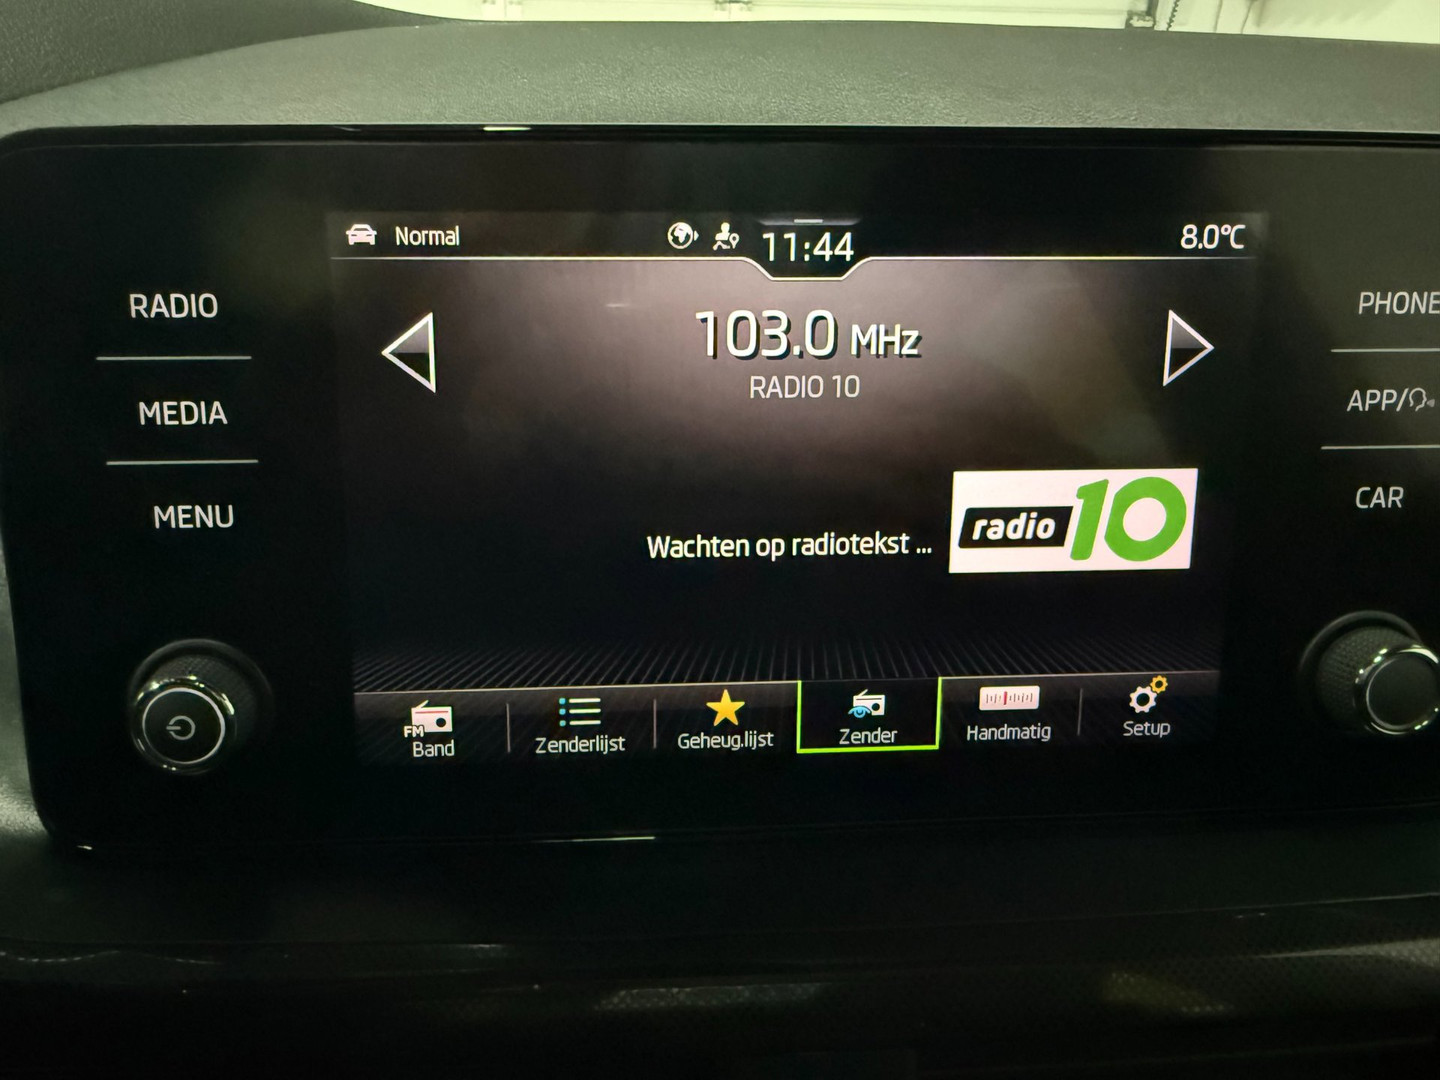 Normal
11:44
8.0°C
RADIO
MEDIA
MENU
103.0 MHz
RADIO 10
Wachten op radiotekst ...
radio 10
PHONE
APP/
CAR
FM
Band
Zenderlijst
Geheug.lijst
Zender
Handmatig
Setup